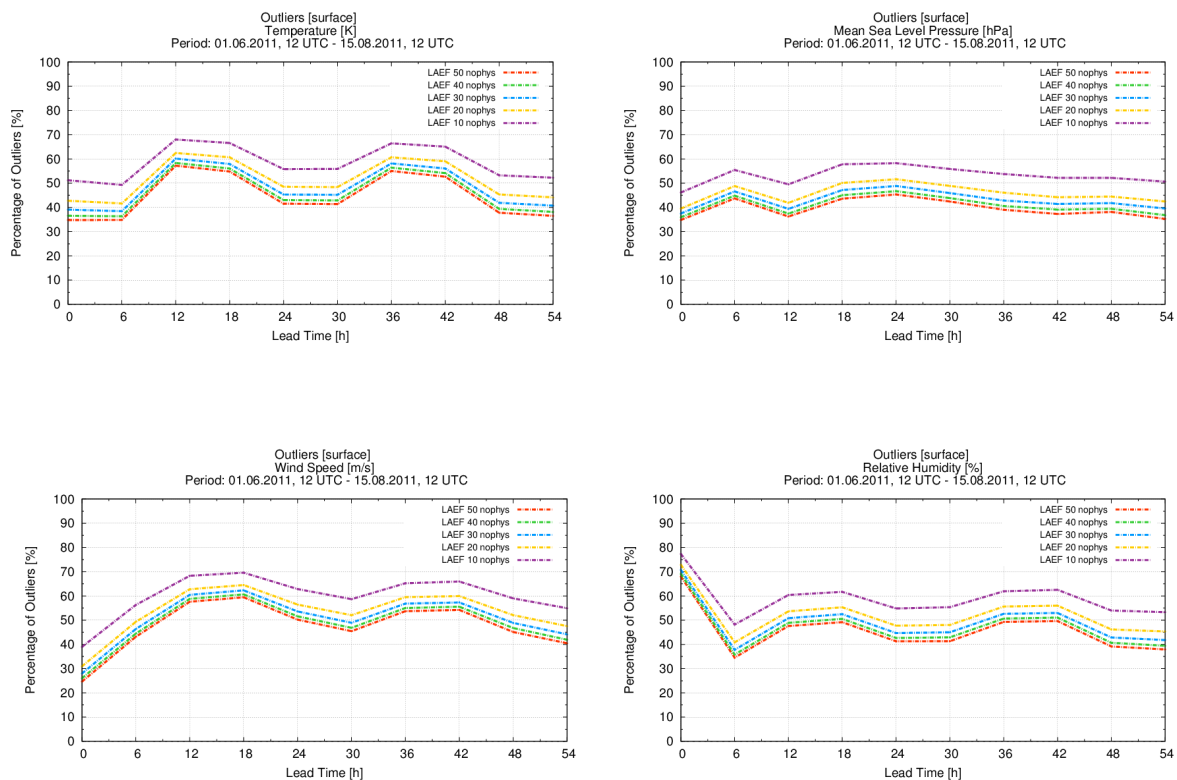 Outliers [surface]
Temperature [K]
Period: 01.06.2011, 12 UTC - 15.08.2011, 12 UTC
LAEF 50 nophys
LAEF 40 nophys
LAEF 30 nophys
LAEF 20 nophys
LAEF 10 nophys
Percentage of Outliers [%]
100
90
80
70
60
50
40
30
20
10
0
0 6 12 18 24 30 36 42 48 54
Lead Time [h]
Outliers [surface]
Mean Sea Level Pressure [hPa]
Period: 01.06.2011, 12 UTC - 15.08.2011, 12 UTC
LAEF 50 nophys
LAEF 40 nophys
LAEF 30 nophys
LAEF 20 nophys
LAEF 10 nophys
Percentage of Outliers [%]
100
90
80
70
60
50
40
30
20
10
0
0 6 12 18 24 30 36 42 48 54
Lead Time [h]
Outliers [surface]
Wind Speed [m/s]
Period: 01.06.2011, 12 UTC - 15.08.2011, 12 UTC
LAEF 50 nophys
LAEF 40 nophys
LAEF 30 nophys
LAEF 20 nophys
LAEF 10 nophys
Percentage of Outliers [%]
100
90
80
70
60
50
40
30
20
10
0
0 6 12 18 24 30 36 42 48 54
Lead Time [h]
Outliers [surface]
Relative Humidity [%]
Period: 01.06.2011, 12 UTC - 15.08.2011, 12 UTC
LAEF 50 nophys
LAEF 40 nophys
LAEF 30 nophys
LAEF 20 nophys
LAEF 10 nophys
Percentage of Outliers [%]
100
90
80
70
60
50
40
30
20
10
0
0 6 12 18 24 30 36 42 48 54
Lead Time [h]